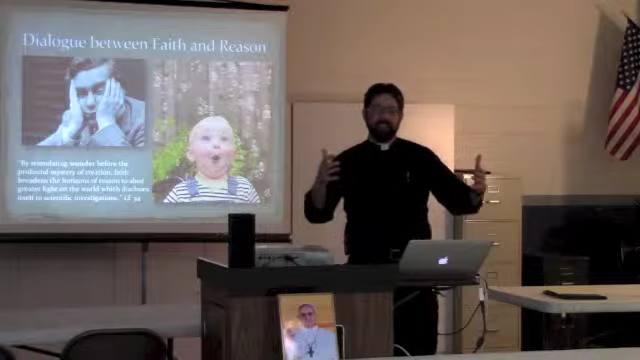 Dialogue between Faith and Reason
"By stimulating wonder before the
profound mystery of creation, faith
broadens the horizons of reason to shed
greater light on the world which discloses
itself to scientific investigations." LF 34